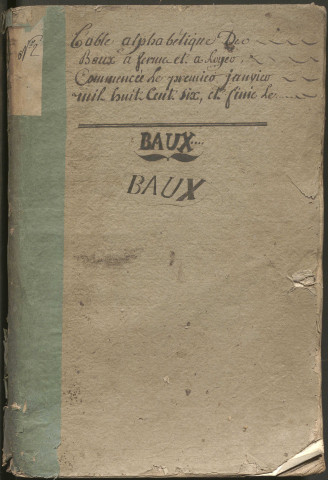 Table alphabétique Des
Baux a ferme et a loyer
Commencée le premier janvier
mil huit Cent Six, et finie le
BAUX
BAUX